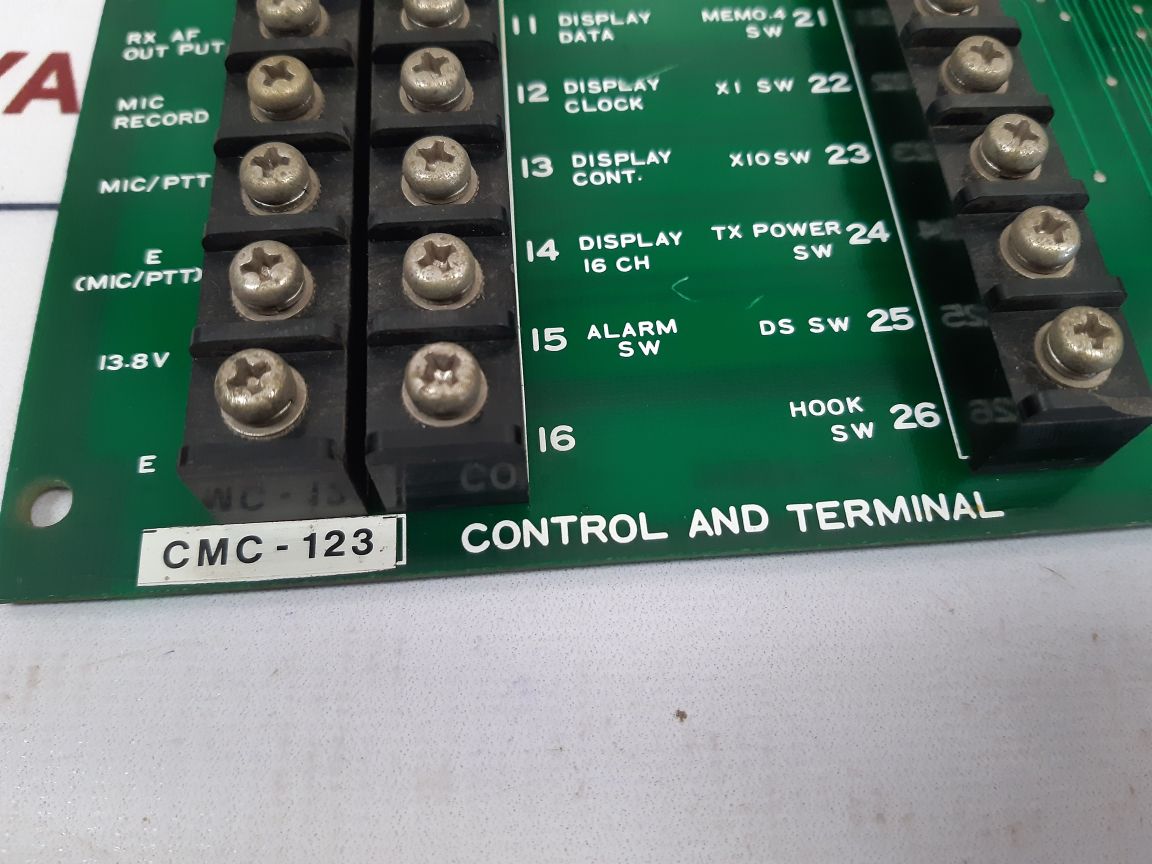 YA
RX AF
OUT PUT
MIC
RECORD
MIC/PTT
E
(MIC/PTT)
13.8V
E
11 DISPLAY
DATA
12 DISPLAY
CLOCK
13 DISPLAY
CONT.
14 DISPLAY
16 CH
15 ALARM
SW
16
MEMO.4 21
SW
X1 SW 22
X10SW 23
TX POWER 24
SW
DS SW 25
HOOK 26
SW
CMC-123
CONTROL AND TERMINAL